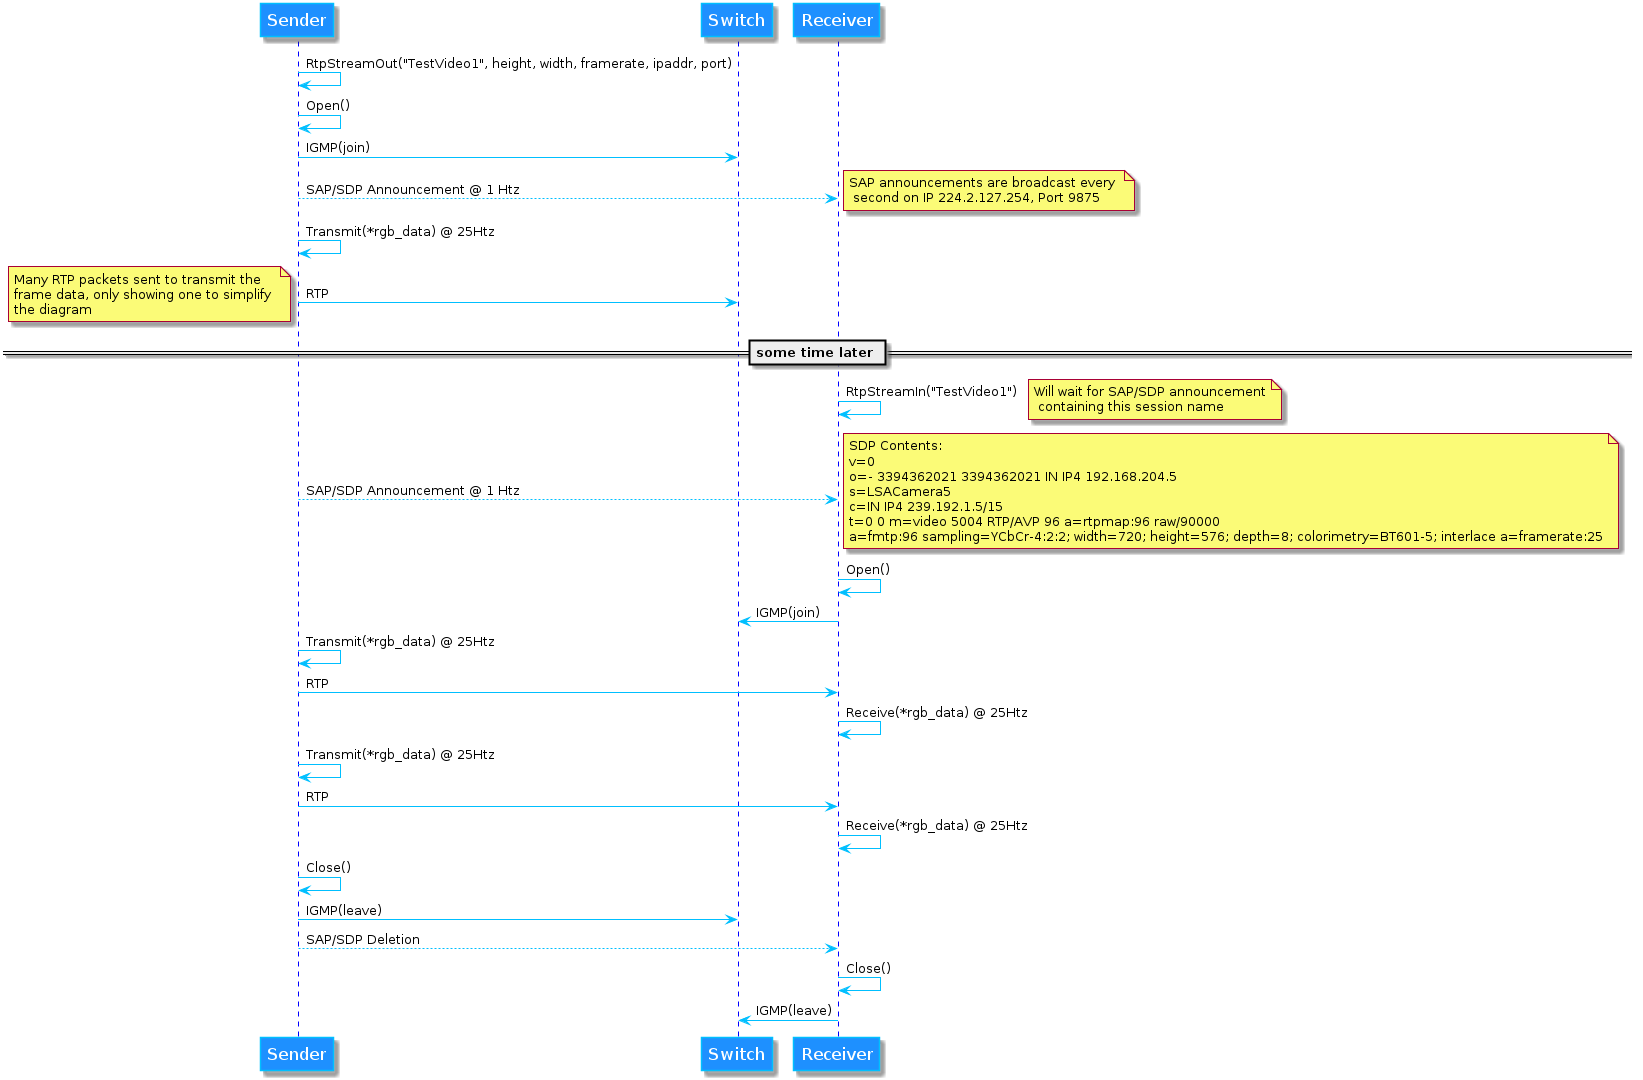 Sender Switch Receiver
RtpStreamOut("TestVideo1", height, width, framerate, ipaddr, port)
Open()
IGMP(join)
SAP/SDP Announcement @ 1 Htz
SAP announcements are broadcast every
second on IP 224.2.127.254, Port 9875
Transmit(*rgb_data) @ 25Htz
Many RTP packets sent to transmit the
frame data, only showing one to simplify
the diagram
RTP
some time later
RtpStreamIn("TestVideo1")
Will wait for SAP/SDP announcement
containing this session name
SAP/SDP Announcement @ 1 Htz
SDP Contents:
v=0
o=- 3394362021 3394362021 IN IP4 192.168.204.5
s=LSACamera5
c=IN IP4 239.192.1.5/15
t=0 0 m=video 5004 RTP/AVP 96 a=rtpmap:96 raw/90000
a=fmtp:96 sampling=YCbCr-4:2:2; width=720; height=576; depth=8; colorimetry=BT601-5; interlace a=framerate:25
Open()
IGMP(join)
Transmit(*rgb_data) @ 25Htz
RTP
Receive(*rgb_data) @ 25Htz
Transmit(*rgb_data) @ 25Htz
RTP
Receive(*rgb_data) @ 25Htz
Close()
IGMP(leave)
SAP/SDP Deletion
Close()
IGMP(leave)
Sender Switch Receiver